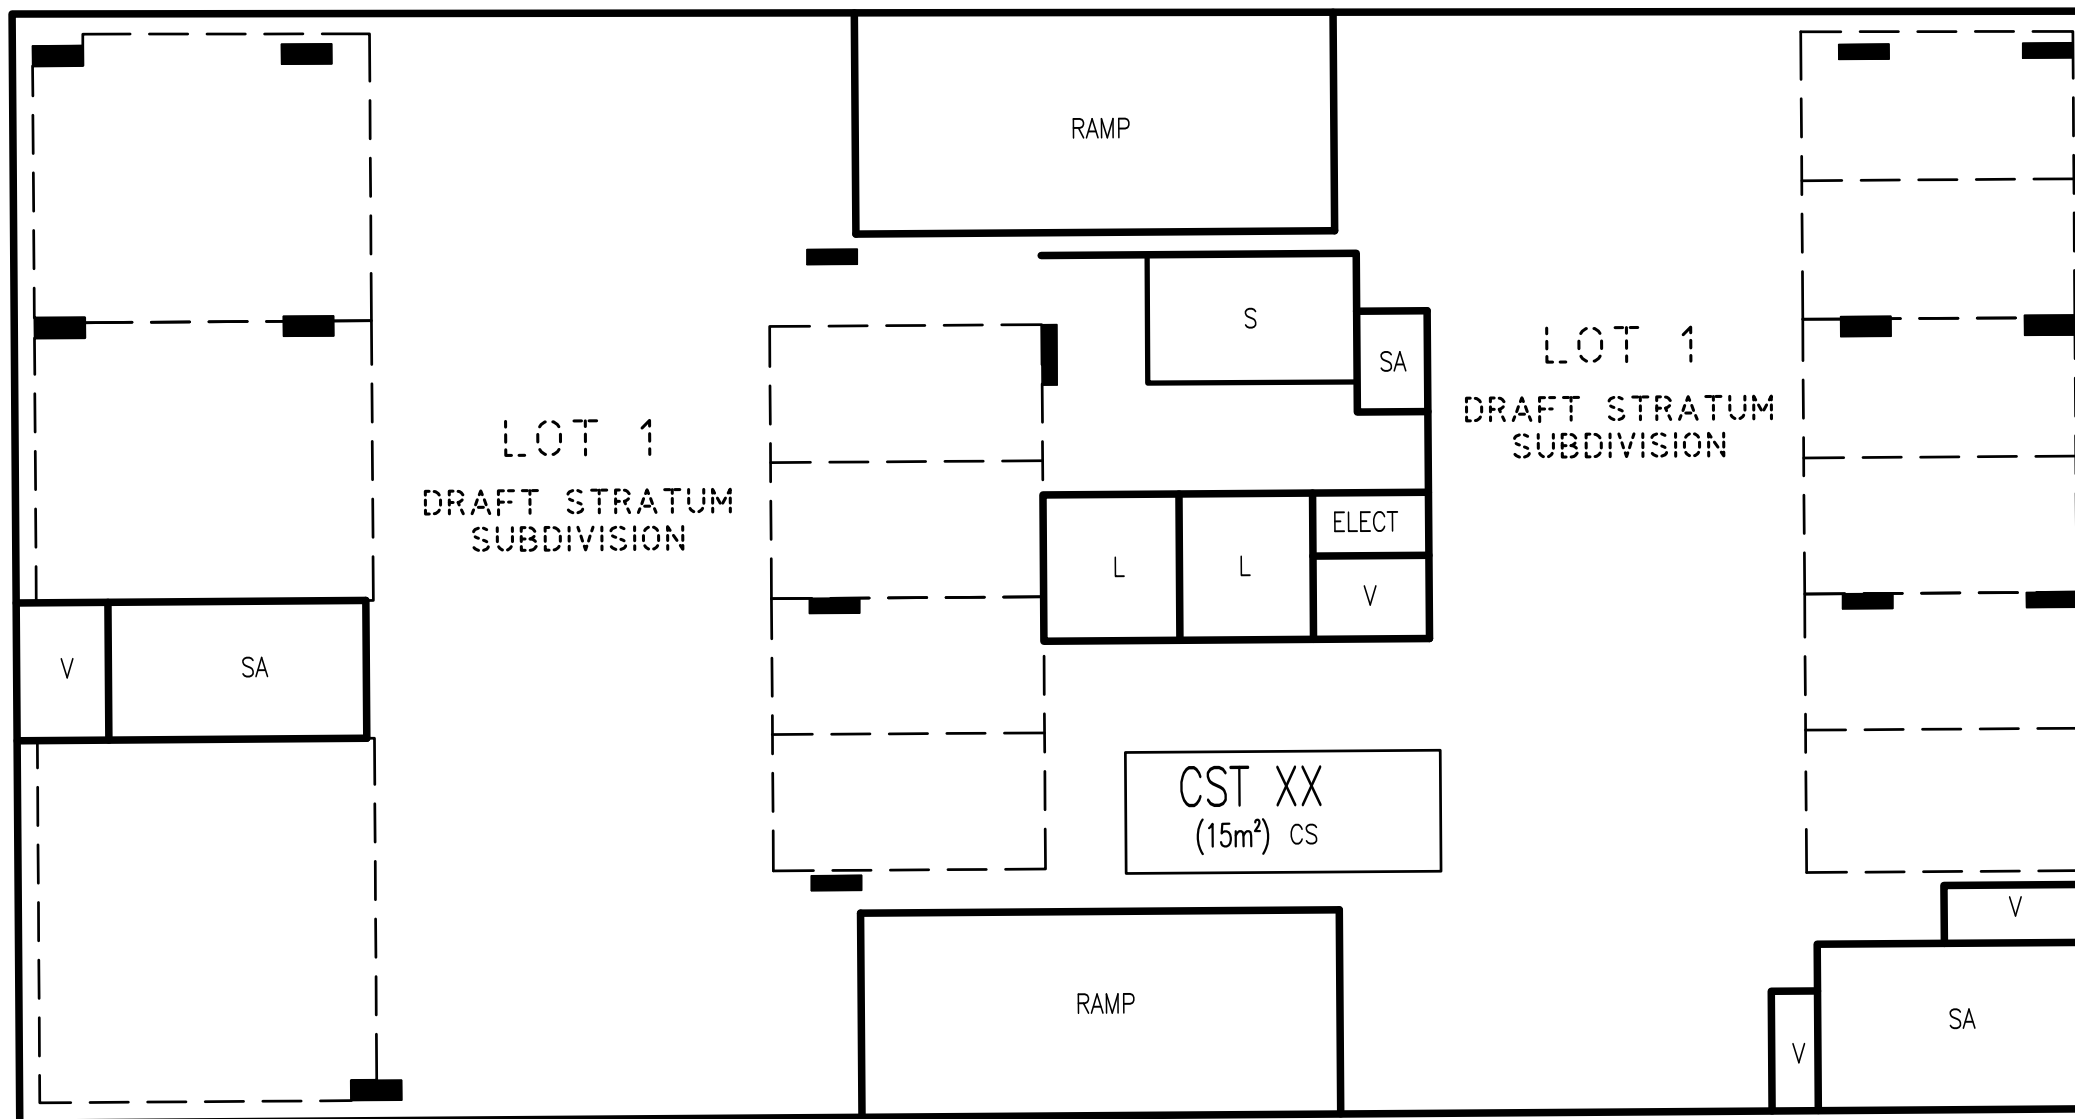 RAMP
S
SA
LOT 1
DRAFT STRATUM
SUBDIVISION
LOT 1
DRAFT STRATUM
SUBDIVISION
ELECT
L
L
V
V
SA
CST XX
(15m²) CS
V
RAMP
SA
V